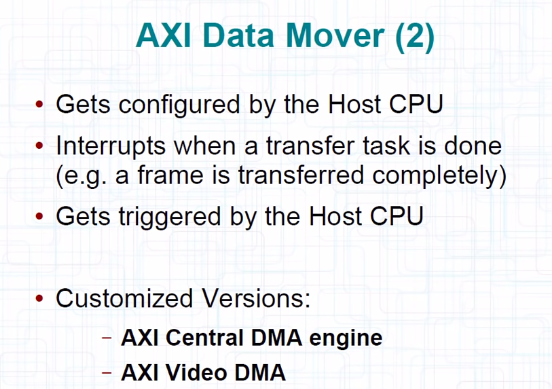 AXI Data Mover (2)
• Gets configured by the Host CPU
• Interrupts when a transfer task is done
(e.g. a frame is transferred completely)
• Gets triggered by the Host CPU
• Customized Versions:
– AXI Central DMA engine
– AXI Video DMA